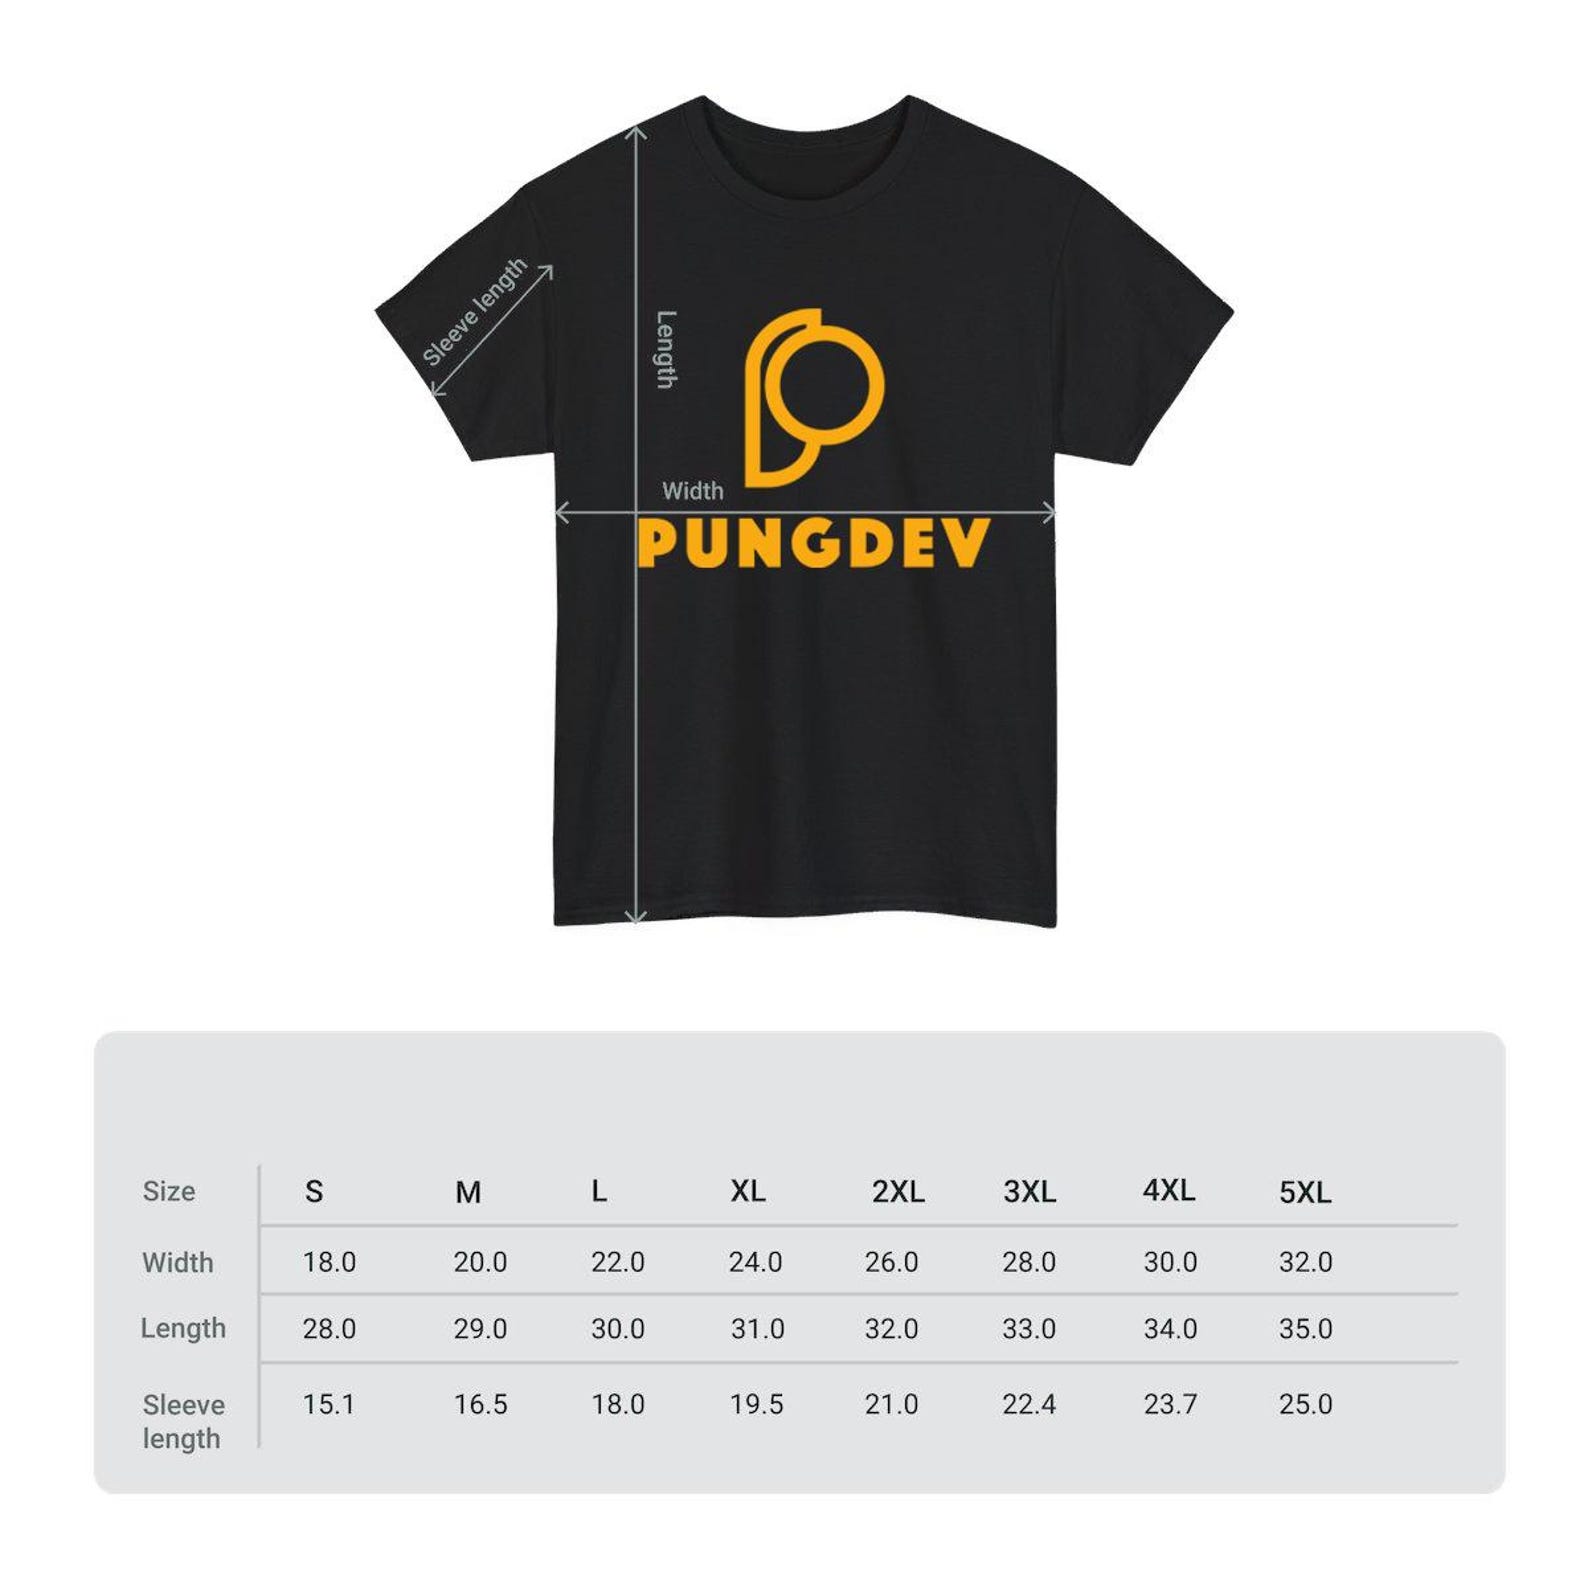 Sleeve length
Length
Width
PUNGDEV
Size S M L XL 2XL 3XL 4XL 5XL
Width 18.0 20.0 22.0 24.0 26.0 28.0 30.0 32.0
Length 28.0 29.0 30.0 31.0 32.0 33.0 34.0 35.0
Sleeve 15.1 16.5 18.0 19.5 21.0 22.4 23.7 25.0
length